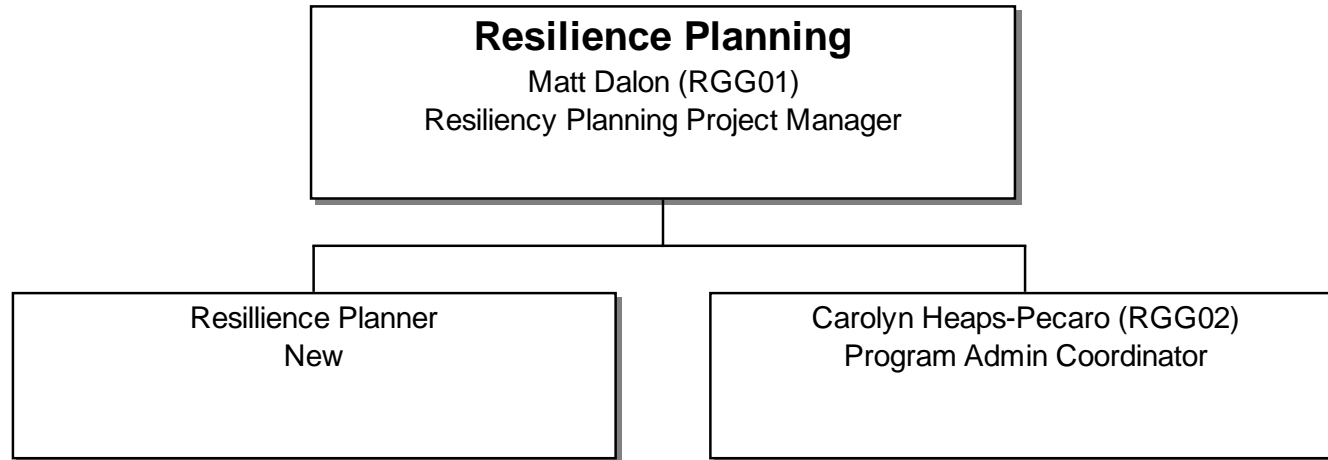 Resilience Planning
Matt Dalon (RGG01)
Resiliency Planning Project Manager
Resillience Planner
New
Carolyn Heaps-Pecaro (RGG02)
Program Admin Coordinator